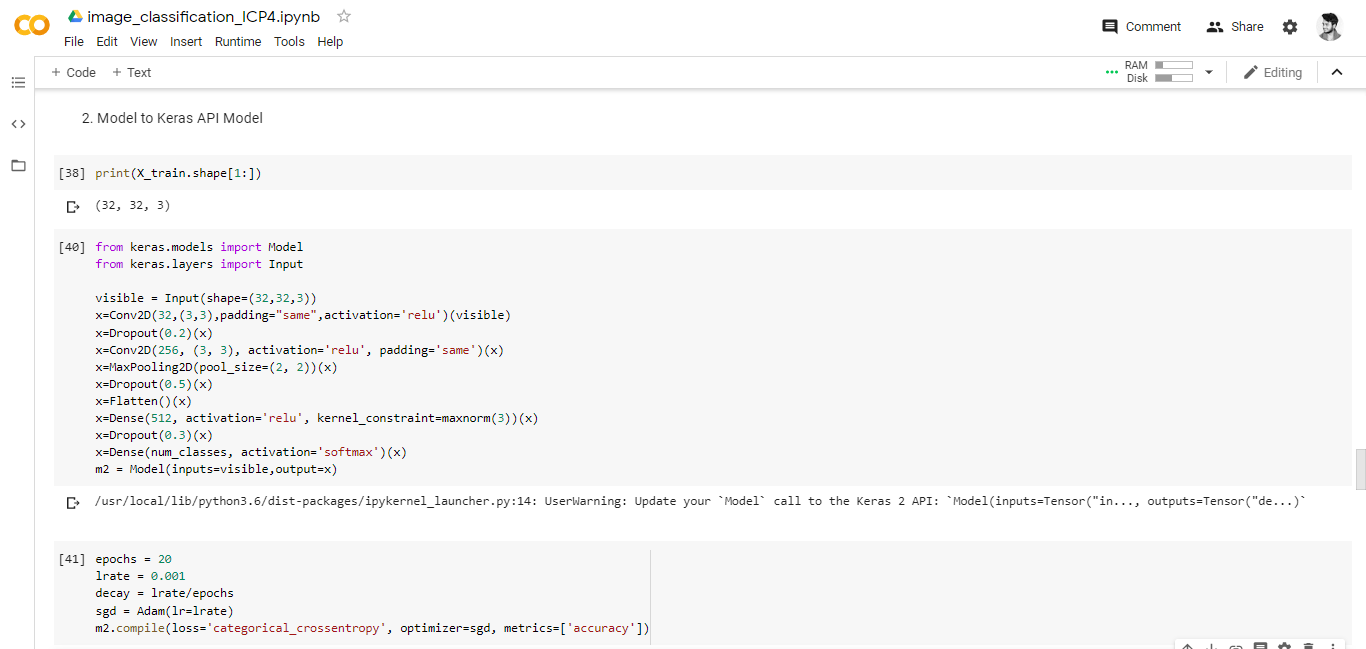 image_classification_ICP4.ipynb
File Edit View Insert Runtime Tools Help
Comment
Share
+ Code + Text
RAM
Disk
Editing
2. Model to Keras API Model
[38] print(X_train.shape[1:])
(32, 32, 3)
[40] from keras.models import Model
from keras.layers import Input
visible = Input(shape=(32,32,3))
x=Conv2D(32,(3,3),padding="same",activation='relu')(visible)
x=Dropout(0.2)(x)
x=Conv2D(256, (3, 3), activation='relu', padding='same')(x)
x=MaxPooling2D(pool_size=(2, 2))(x)
x=Dropout(0.5)(x)
x=Flatten()(x)
x=Dense(512, activation='relu', kernel_constraint=maxnorm(3))(x)
x=Dropout(0.3)(x)
x=Dense(num_classes, activation='softmax')(x)
m2 = Model(inputs=visible,output=x)
/usr/local/lib/python3.6/dist-packages/ipykernel_launcher.py:14: UserWarning: Update your `Model` call to the Keras 2 API: `Model(inputs=Tensor("in..., outputs=Tensor("de...)`
[41] epochs = 20
lrate = 0.001
decay = lrate/epochs
sgd = Adam(lr=lrate)
m2.compile(loss='categorical_crossentropy', optimizer=sgd, metrics=['accuracy'])